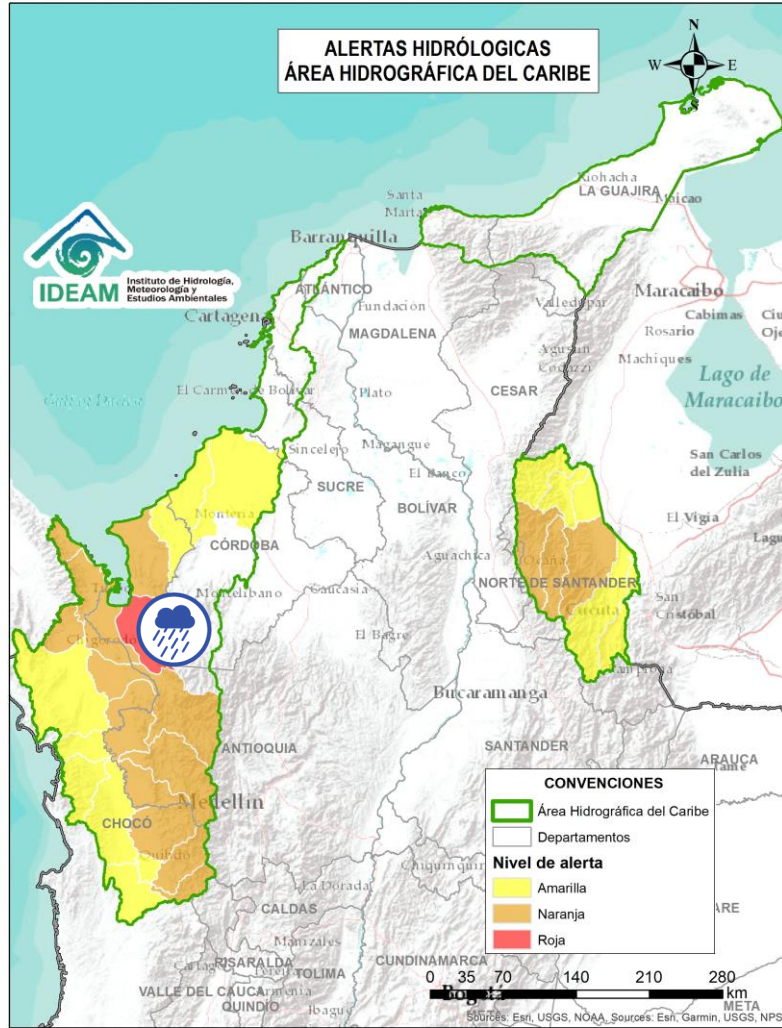 ALERTAS HIDRÓLOGICAS
ÁREA HIDROGRÁFICA DEL CARIBE
N
W
E
S
Riohacha
LA GUAJIRA
Santa
Marta
Maicao
Barranquilla
IDEAM
Instituto de Hidrología,
Meteorología y
Estudios Ambientales
ATLÁNTICO
Maracaibo
Fundación
Valledupar
Cabimas
Cartagen
MAGDALENA
Rosario
Agustín
Codazzi
Machiques
CESAR
Lago de
Maracaibo
El Carmen de Bolívar
Plato
Sincelejo
Magangue
San Carlos
del Zulia
El Banco
SUCRE
BOLÍVAR
Montería
El Vigía
CÓRDOBA
Aguachica
Ocaña
Montelibano
Caucasia
NORTE DE SANTANDER
San
Cristóbal
Cúcuta
Chigorodó
El Bagre
Bucaramanga
ANTIOQUIA
SANTANDER
ARAUCA
Medellín
CHOCÓ
Quibdó
La Dorada
CALDAS
Manizales
RISARALDA
TOLIMA
CUNDINAMARCA
VALLE DEL CAUCA
Armenia
QUINDÍO
Ibagué
Bogotá
META
CONVENCIONES
Área Hidrográfica del Caribe
Departamentos
Nivel de alerta
Amarilla
Naranja
Roja
0 35 70 140 210 280
km
Sources: Esri, USGS, NOAA, Sources: Esri, Garmin, USGS, NPS